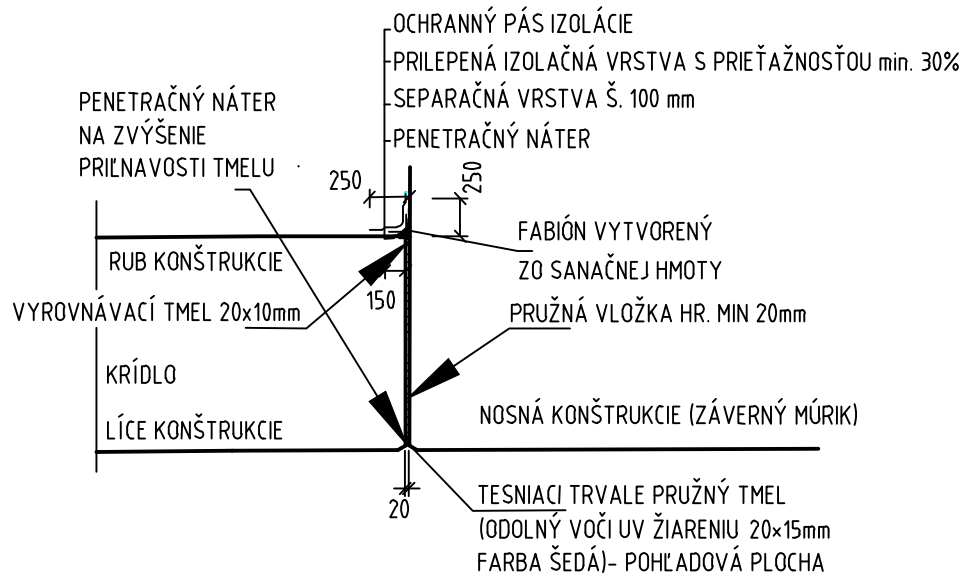 OCHRANNÝ PÁS IZOLÁCIE
PRILEPENÁ IZOLAČNÁ VRSTVA S PRIEŤAŽNOSŤOU min. 30%
SEPARAČNÁ VRSTVA Š. 100 mm
PENETRAČNÝ NÁTER
PENETRAČNÝ NÁTER
NA ZVÝŠENIE
PRIĽNAVOSTI TMELU
250
250
FABIÓN VYTVORENÝ
ZO SANAČNEJ HMOTY
RUB KONŠTRUKCIE
150
VYROVNÁVACÍ TMEL 20x10mm
PRUŽNÁ VLOŽKA HR. MIN 20mm
KRÍDLO
NOSNÁ KONŠTRUKCIE (ZÁVERNÝ MÚRIK)
LÍCE KONŠTRUKCIE
20
TESNIACI TRVALE PRUŽNÝ TMEL
(ODOLNÝ VOČI UV ŽIARENIU 20x15mm
FARBA ŠEDÁ)- POHĽADOVÁ PLOCHA